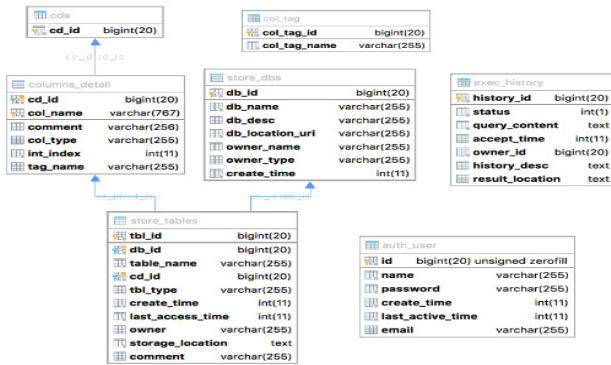 cds
cd_id bigint(20)
col_tag
col_tag_id bigint(20)
col_tag_name varchar(255)
cd_id:cd_id
columns_detail
cd_id bigint(20)
col_name varchar(767)
comment varchar(256)
col_type varchar(255)
int_index int(11)
tag_name varchar(255)
store_dbs
db_id bigint(20)
db_name varchar(255)
db_desc varchar(255)
db_location_uri varchar(255)
owner_name varchar(255)
owner_type varchar(255)
create_time int(11)
exec_history
history_id bigint(20)
status int(1)
query_content text
accept_time int(11)
owner_id bigint(20)
history_desc text
result_location text
cd_id:cd_id
db_id:db_id
store_tables
tbl_id bigint(20)
db_id bigint(20)
table_name varchar(255)
cd_id bigint(20)
tbl_type varchar(255)
create_time int(11)
last_access_time int(11)
owner varchar(255)
storage_location text
comment varchar(255)
auth_user
id bigint(20) unsigned zerofill
name varchar(255)
password varchar(255)
create_time int(11)
last_active_time int(11)
email varchar(255)